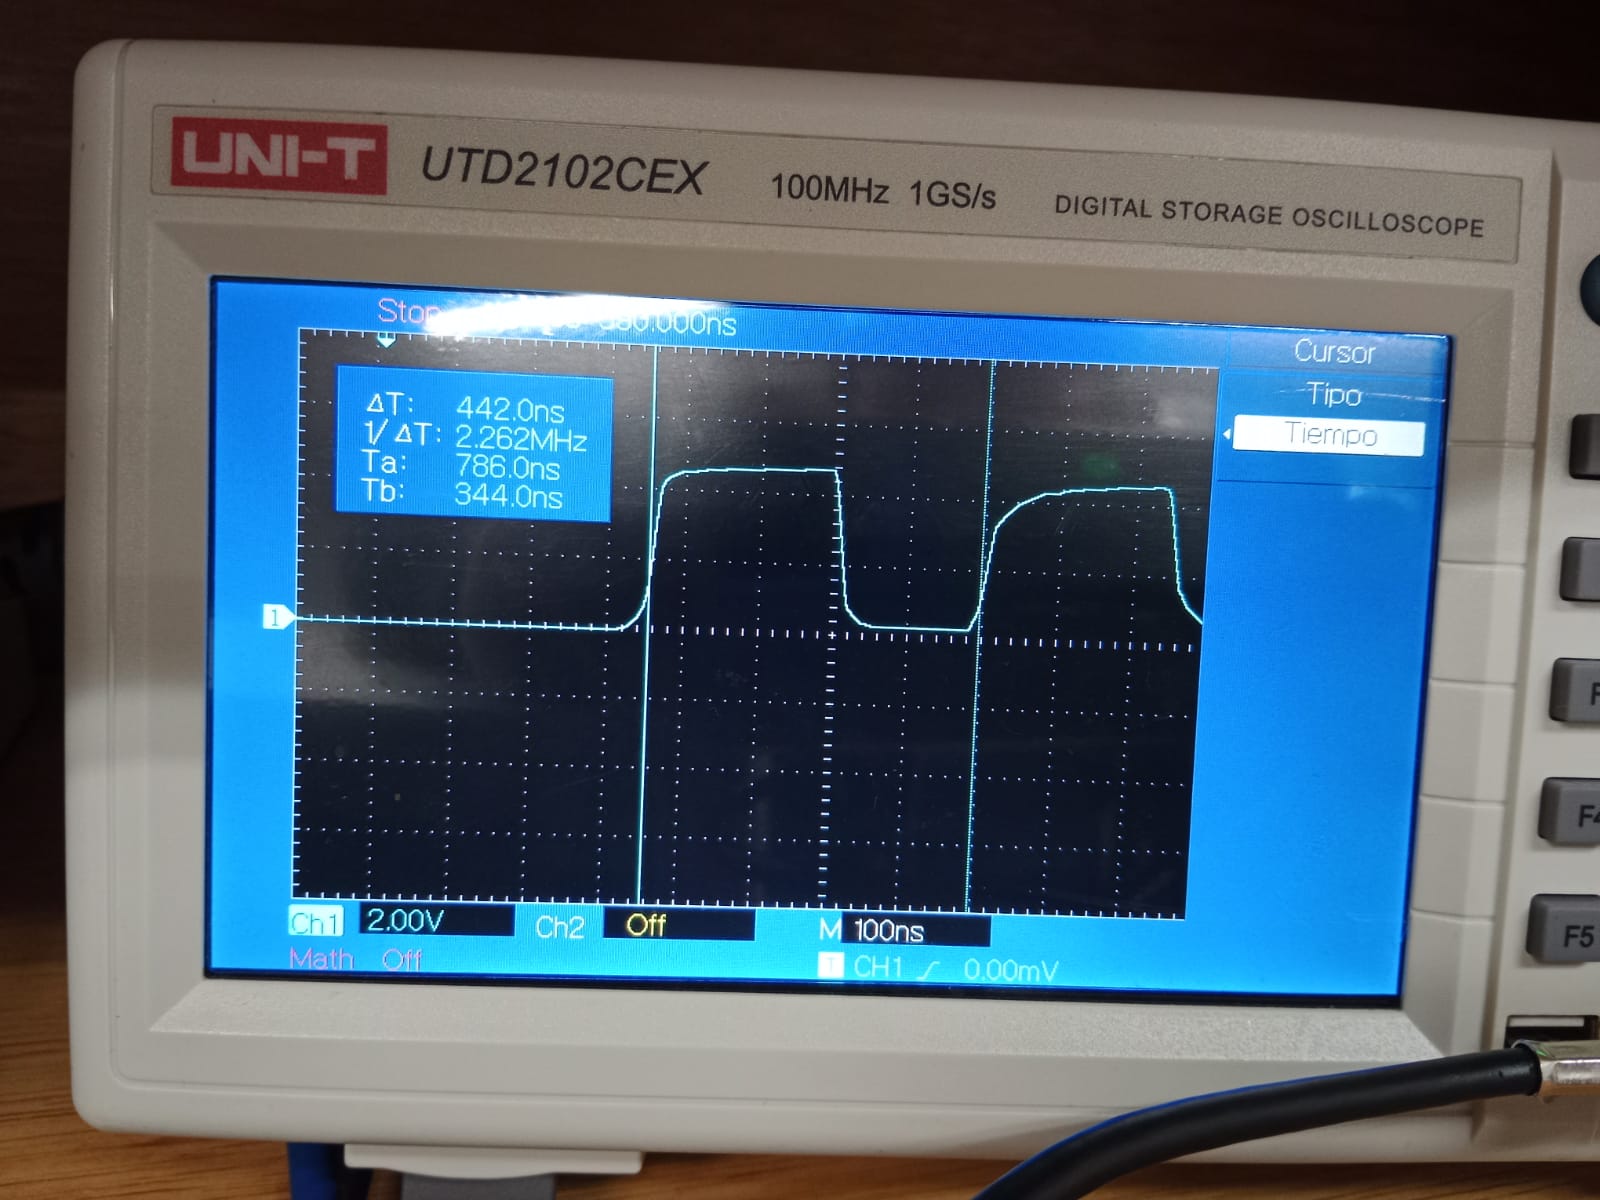 UNI-T UTD2102CEX 100MHz 1GS/s DIGITAL STORAGE OSCILLOSCOPE
Stop
Cursor
Tipo
Tiempo
ΔT: 442.0ns
1/ΔT: 2.262MHz
Ta: 786.0ns
Tb: 344.0ns
1
Ch1 2.00V Ch2 Off M 100ns
Math Off T CH1 0.00mV
F4
F5